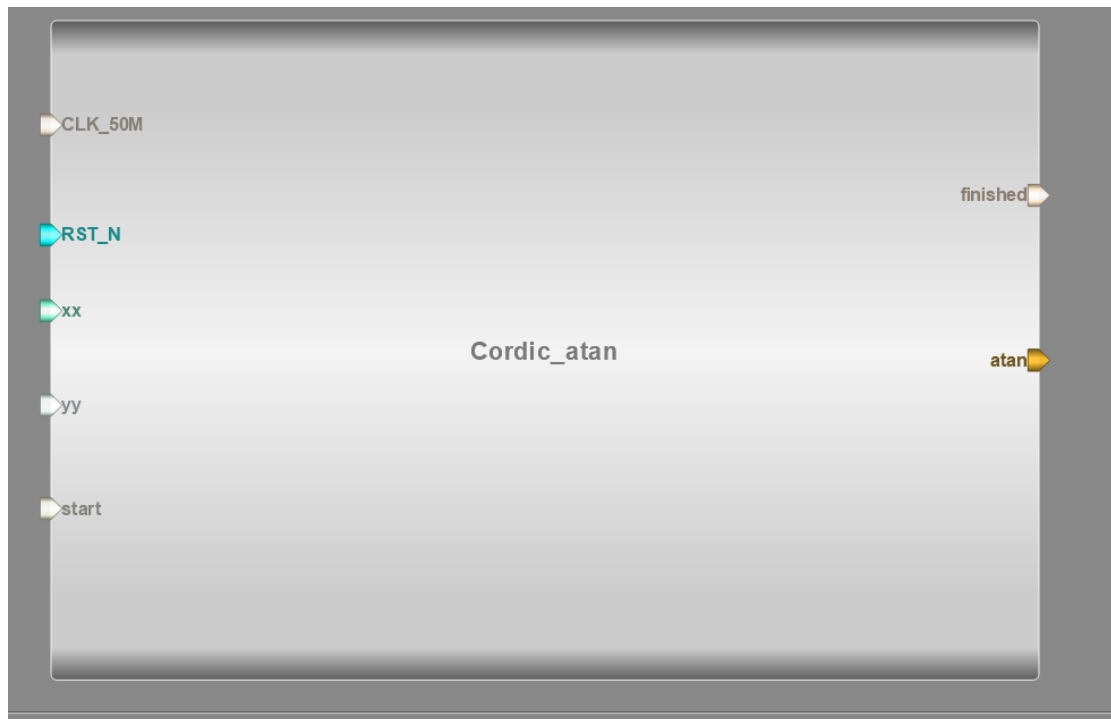 CLK_50M
finished
RST_N
xx
Cordic_atan
atan
yy
start